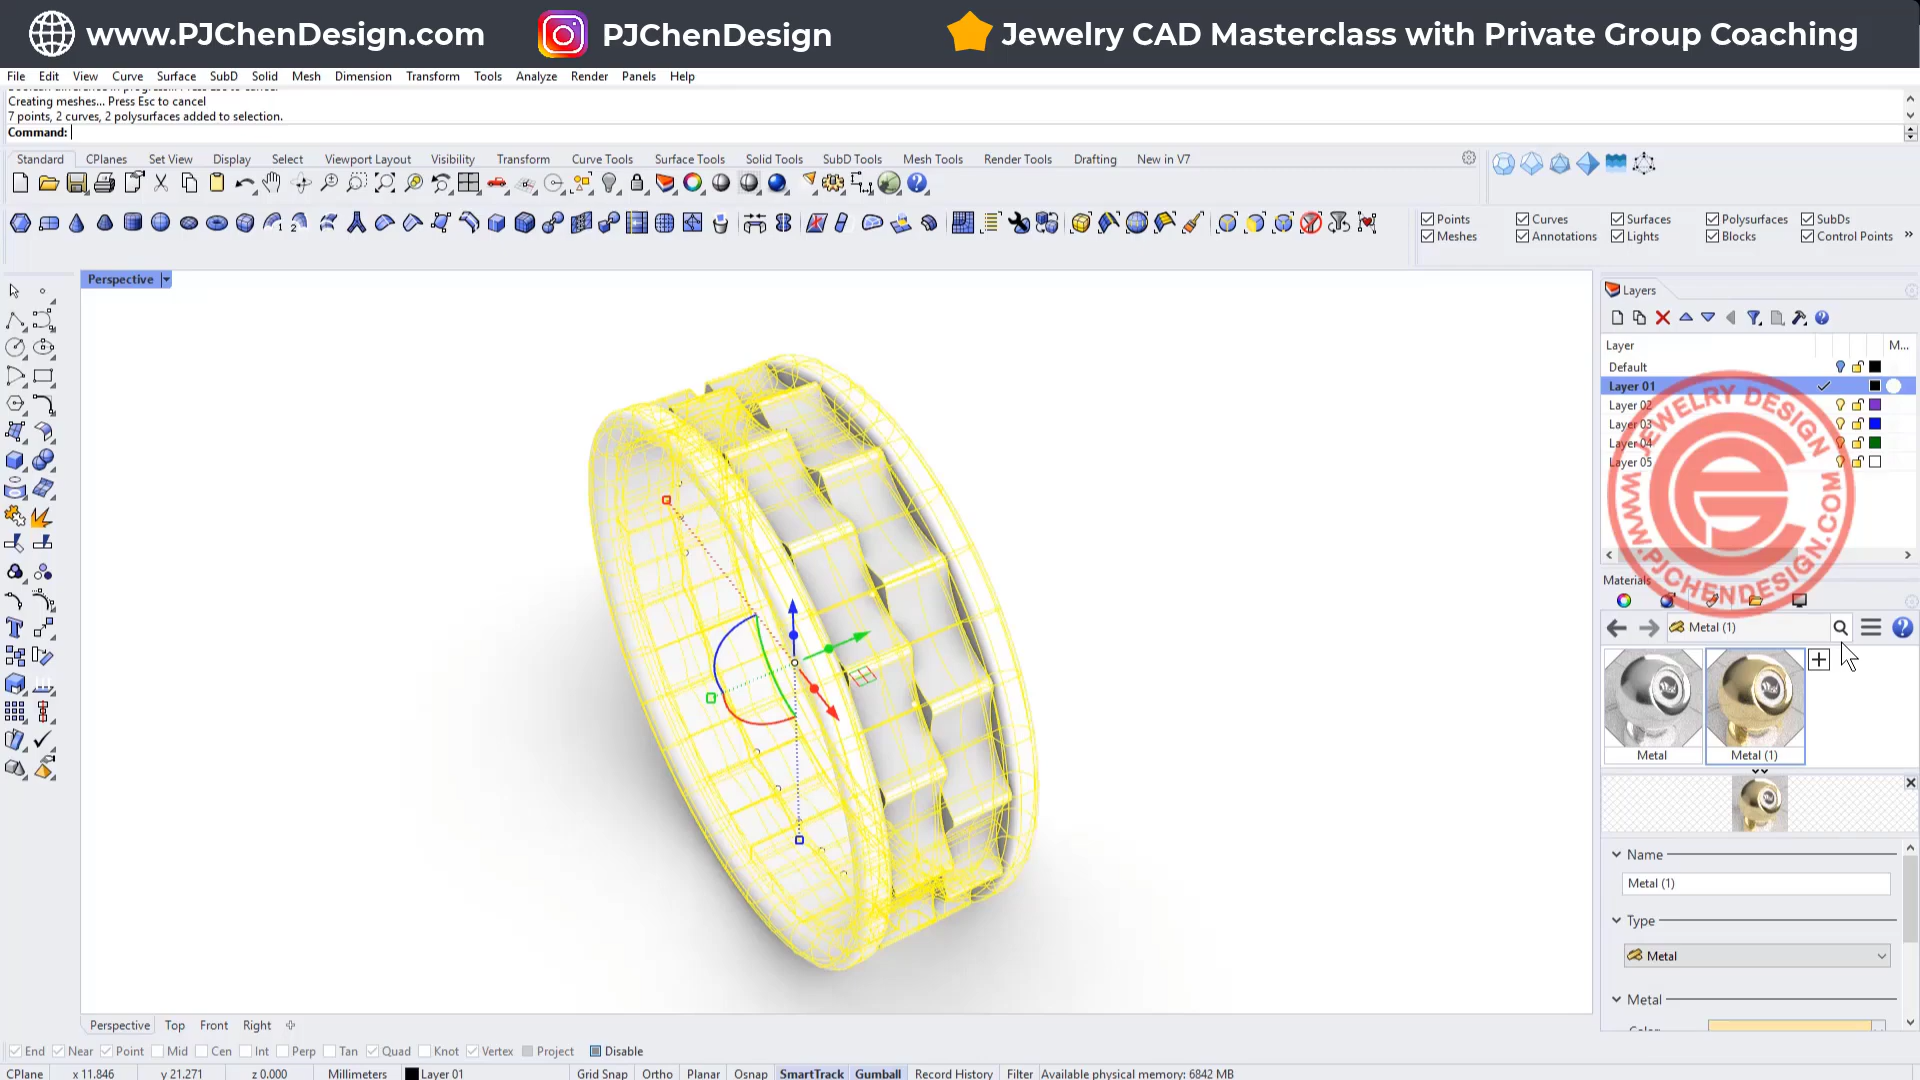 www.PJChenDesign.com PJChenDesign Jewelry CAD Masterclass with Private Group Coaching
File Edit View Curve Surface SubD Solid Mesh Dimension Transform Tools Analyze Render Panels Help
Creating meshes... Press Esc to cancel
7 points, 2 curves, 2 polysurfaces added to selection.
Command:
Standard CPlanes Set View Display Select Viewport Layout Visibility Transform Curve Tools Surface Tools Solid Tools SubD Tools Mesh Tools Render Tools Drafting New in V7
Points Curves Surfaces Polysurfaces SubDs
Meshes Annotations Lights Blocks Control Points
Perspective
Layers
Layer M...
Default
Layer 01
Layer 02
Layer 03
Layer 04
Layer 05
JEWELRY DESIGN
WWW.PJCHENDESIGN.COM
Materials
Metal (1)
Metal Metal (1)
Name
Metal (1)
Type
Metal
Metal
Perspective Top Front Right
End Near Point Mid Cen Int Perp Tan Quad Knot Vertex Project Disable
CPlane x 11.846 y 21.271 z 0.000 Millimeters Layer 01 Grid Snap Ortho Planar Osnap SmartTrack Gumball Record History Filter Available physical memory: 6842 MB